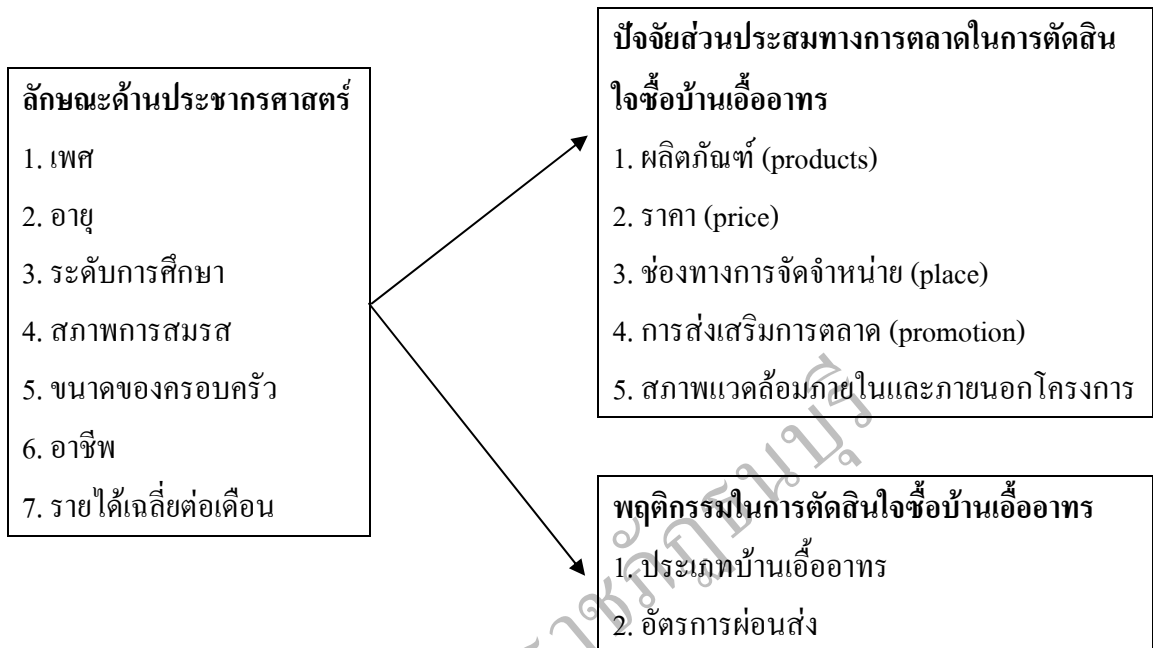 ลักษณะด้านประชากรศาสตร์
1. เพศ
2. อายุ
3. ระดับการศึกษา
4. สภาพการสมรส
5. ขนาดของครอบครัว
6. อาชีพ
7. รายได้เฉลี่ยต่อเดือน
ปัจจัยส่วนประสมทางการตลาดในการตัดสิน
ใจซื้อบ้านเอื้ออาทร
1. ผลิตภัณฑ์ (products)
2. ราคา (price)
3. ช่องทางการจัดจำหน่าย (place)
4. การส่งเสริมการตลาด (promotion)
5. สภาพแวดล้อมภายในและภายนอกโครงการ
พฤติกรรมในการตัดสินใจซื้อบ้านเอื้ออาทร
1. ประเภทบ้านเอื้ออาทร
2. อัตรการผ่อนส่ง
ราชภัฏธนบุรี